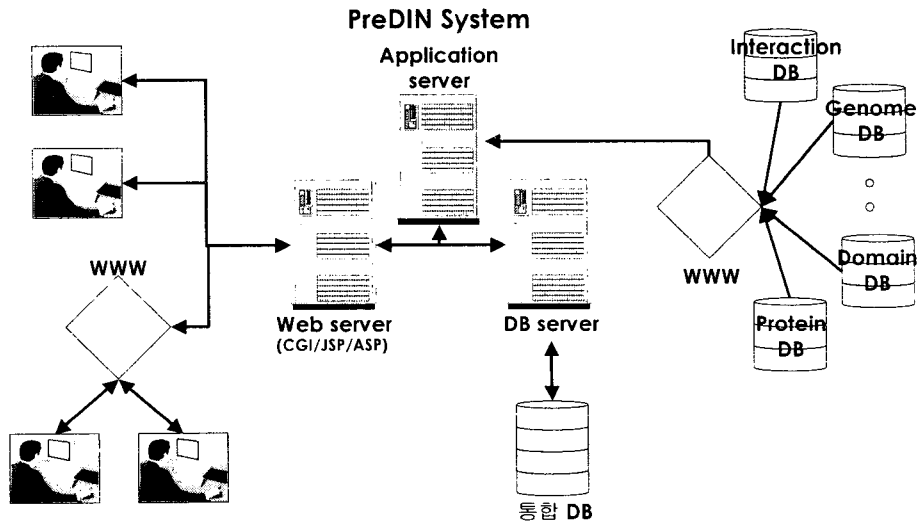 PreDIN System
Application
server
Interaction
DB
Genome
DB
WWW
Web server
(CGI/JSP/ASP)
DB server
WWW
Domain
DB
Protein
DB
통합 DB